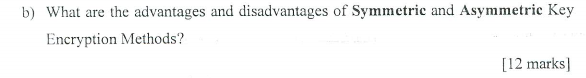 b) What are the advantages and disadvantages of Symmetric and Asymmetric Key
Encryption Methods?
[12 marks]